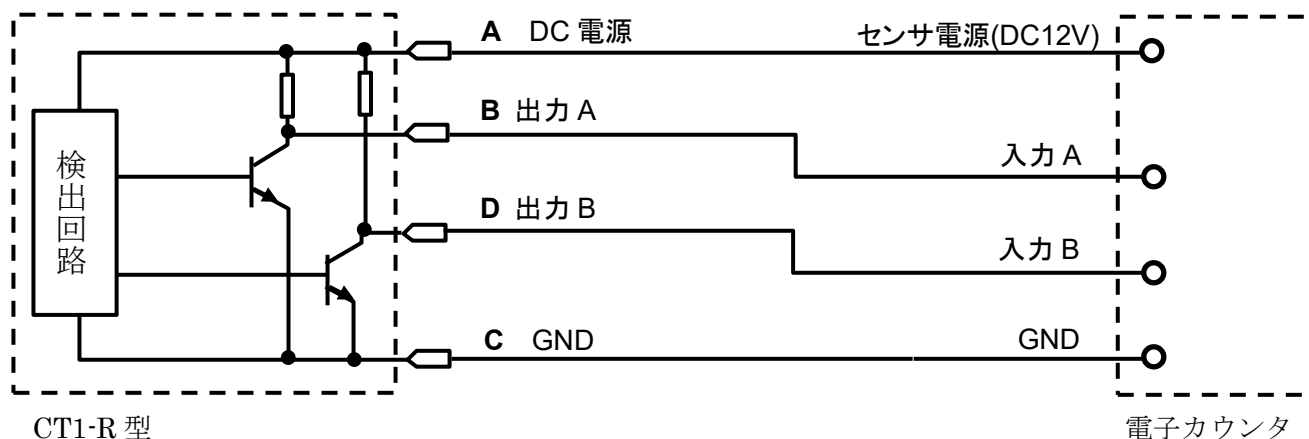 A DC 電源
センサ電源(DC12V)
B 出力 A
入力 A
検出回路
D 出力 B
入力 B
C GND
GND
CT1-R 型
電子カウンタ